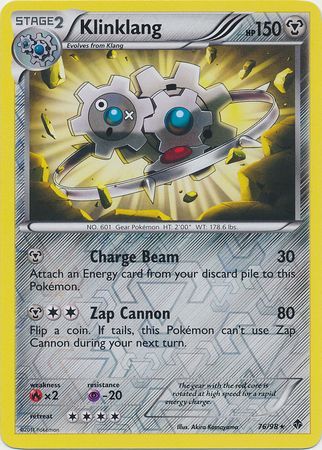 STAGE2
Klinklang
HP150
Evolves from Klang
NO. 601 Gear Pokémon HT: 2'00" WT: 178.6 lbs.
Charge Beam 30
Attach an Energy card from your discard pile to this
Pokémon.
Zap Cannon 80
Flip a coin. If tails, this Pokémon can't use Zap
Cannon during your next turn.
weakness
×2
resistance
-20
retreat
The gear with the red core is
rotated at high speed for a rapid
energy charge.
©2011 Pokémon
Illus. Akira Komayama
76/98